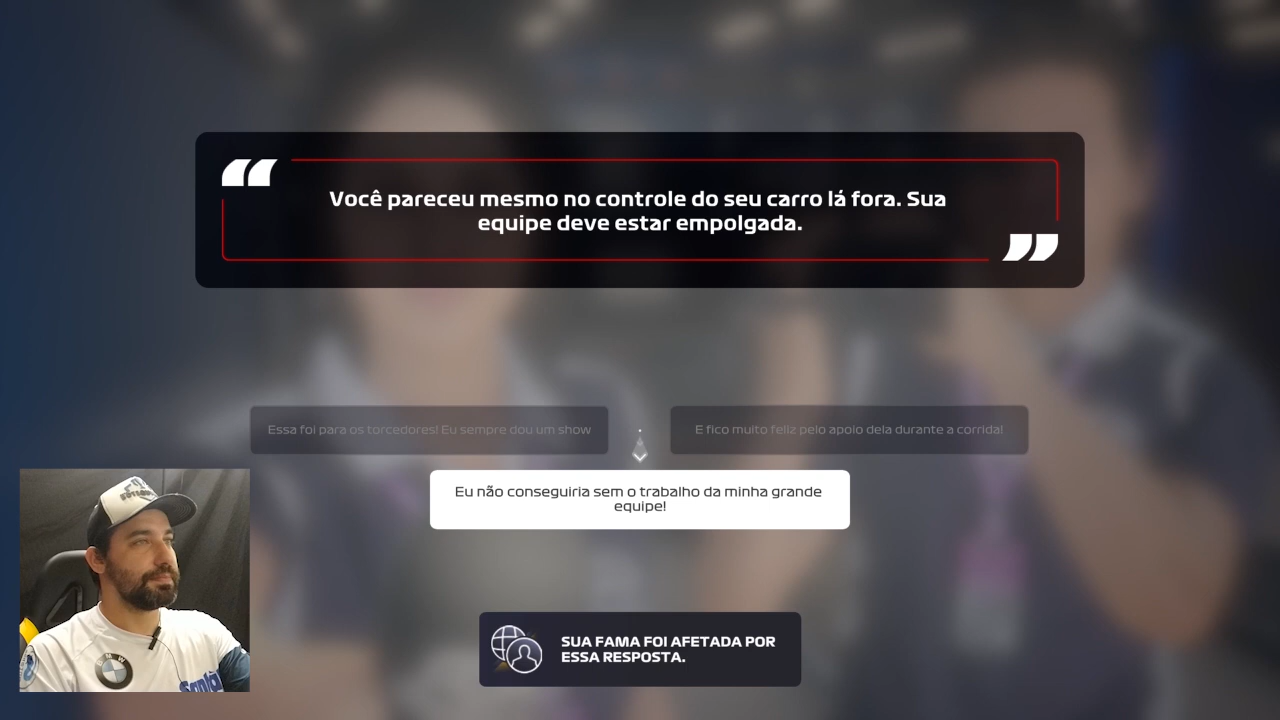 Você pareceu mesmo no controle do seu carro lá fora. Sua
equipe deve estar empolgada.
Essa foi para os torcedores! Eu sempre dou um show
E fico muito feliz pelo apoio dela durante a corrida!
Eu não conseguiria sem o trabalho da minha grande
equipe!
BMW
SUA FAMA FOI AFETADA POR
ESSA RESPOSTA.